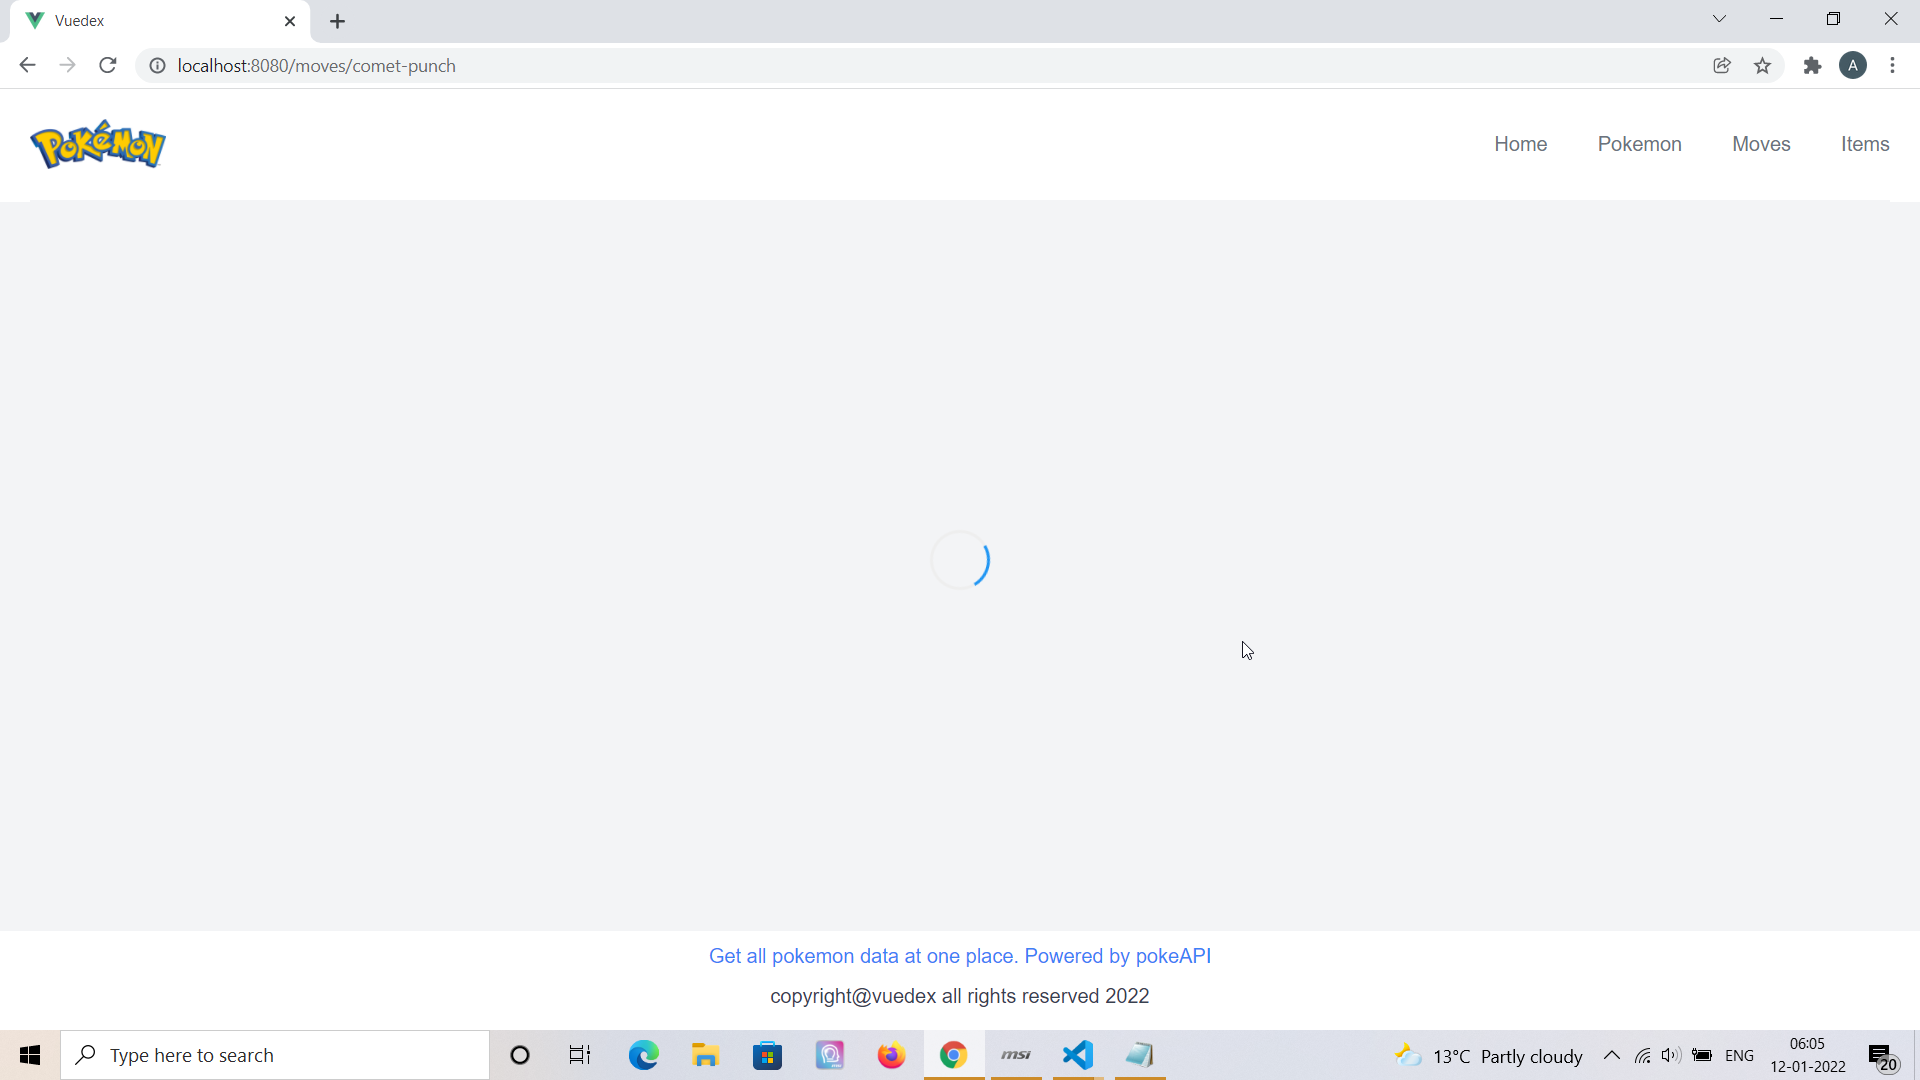 Vuedex
localhost:8080/moves/comet-punch
A
POKéMON
Home Pokemon Moves Items
Get all pokemon data at one place. Powered by pokeAPI
copyright@vuedex all rights reserved 2022
Type here to search
msi
13°C Partly cloudy
ENG
06:05
12-01-2022
20